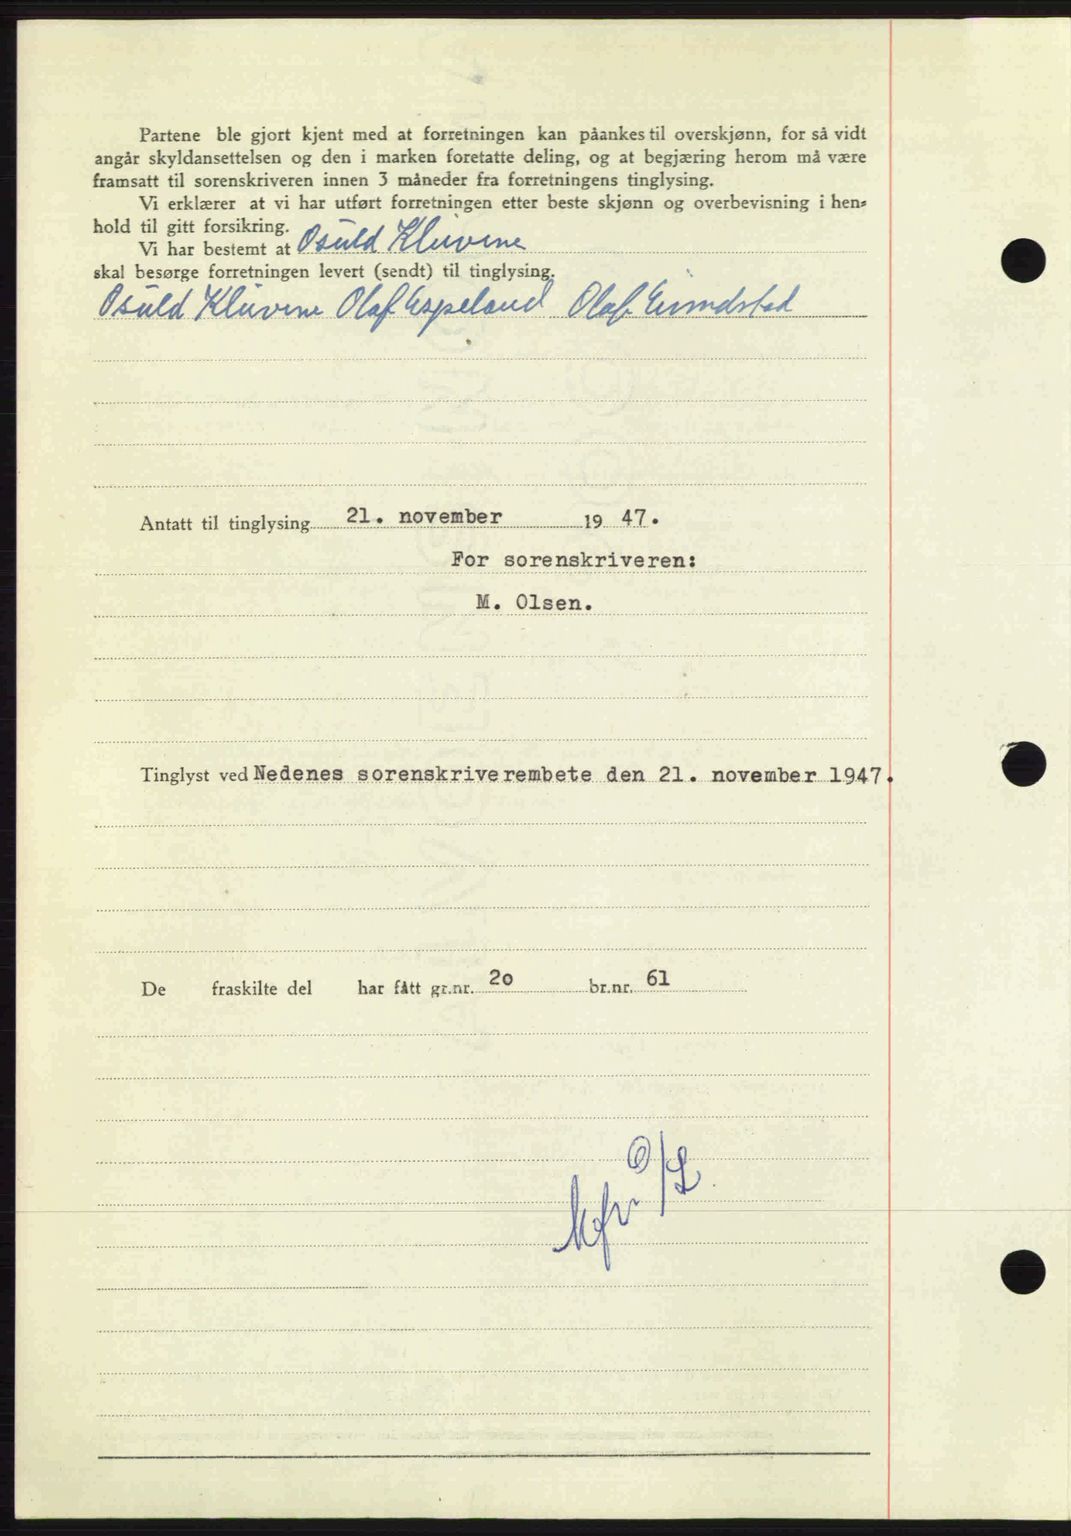 Partene ble gjort kjent med at forretningen kan påankes til overskjønn, for så vidt
angår skyldansettelsen og den i marken foretatte deling, og at begjæring herom må være
framsatt til sorenskriveren innen 3 måneder fra forretningens tinglysing.
Vi erklærer at vi har utført forretningen etter beste skjønn og overbevisning i hen-
hold til gitt forsikring.
Vi har bestemt at Osuld Kluvene
skal besørge forretningen levert (sendt) til tinglysing.
Osuld Kluvene Olaf Espeland Olaf
Antatt til tinglysing 21. november 19 47.
For sorenskriveren:
M. Olsen.
Tinglyst ved Nedenes sorenskriverembete den 21. november 1947.
De fraskilte del har fått gr.nr. 20 br.nr. 61
kfr. O/L